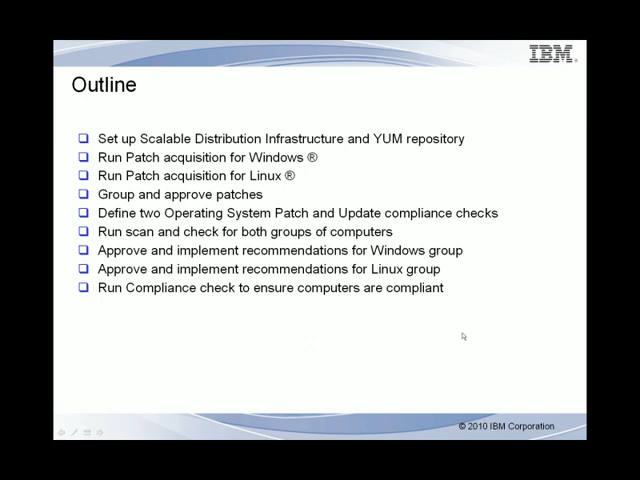 IBM®
Outline
Set up Scalable Distribution Infrastructure and YUM repository
Run Patch acquisition for Windows ®
Run Patch acquisition for Linux ®
Group and approve patches
Define two Operating System Patch and Update compliance checks
Run scan and check for both groups of computers
Approve and implement recommendations for Windows group
Approve and implement recommendations for Linux group
Run Compliance check to ensure computers are compliant
© 2010 IBM Corporation